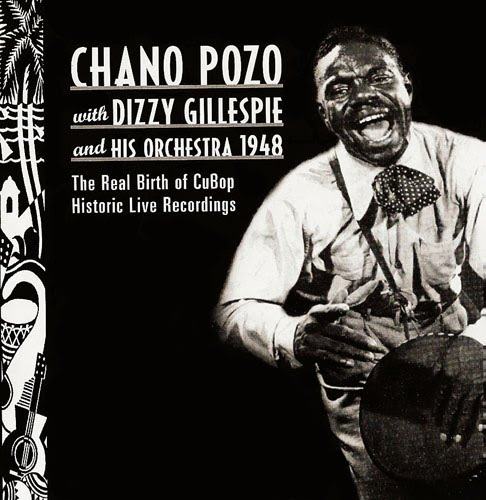 CHANO POZO
with DIZZY GILLESPIE
and HIS ORCHESTRA 1948
The Real Birth of CuBop
Historic Live Recordings